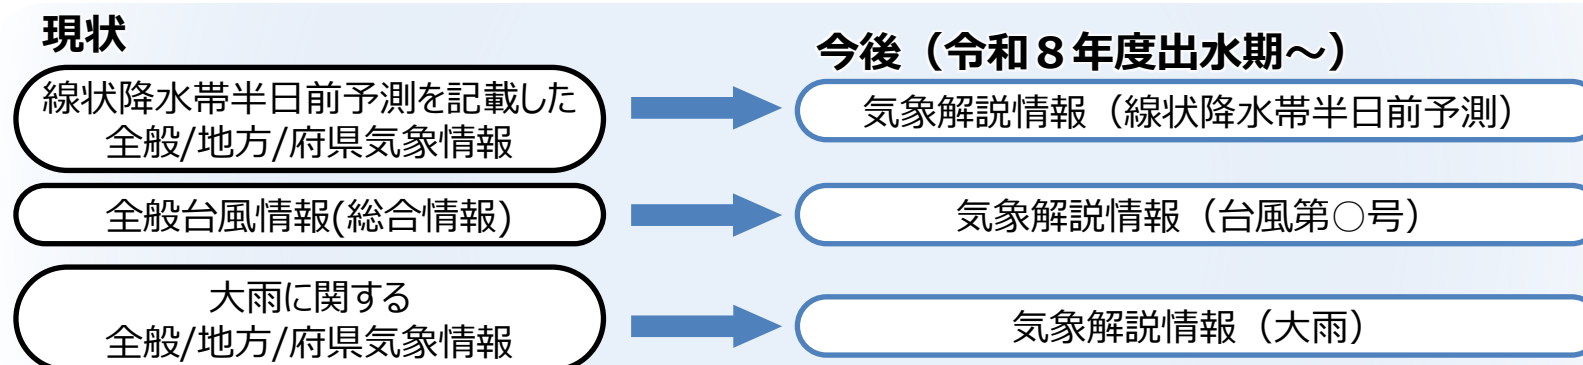 現状
今後（令和８年度出水期～）
線状降水帯半日前予測を記載した
全般/地方/府県気象情報
気象解説情報（線状降水帯半日前予測）
全般台風情報(総合情報)
気象解説情報（台風第○号）
大雨に関する
全般/地方/府県気象情報
気象解説情報（大雨）